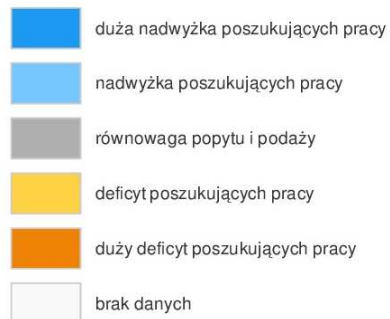 duża nadwyżka poszukujących pracy
nadwyżka poszukujących pracy
równowaga popytu i podaży
deficyt poszukujących pracy
duży deficyt poszukujących pracy
brak danych